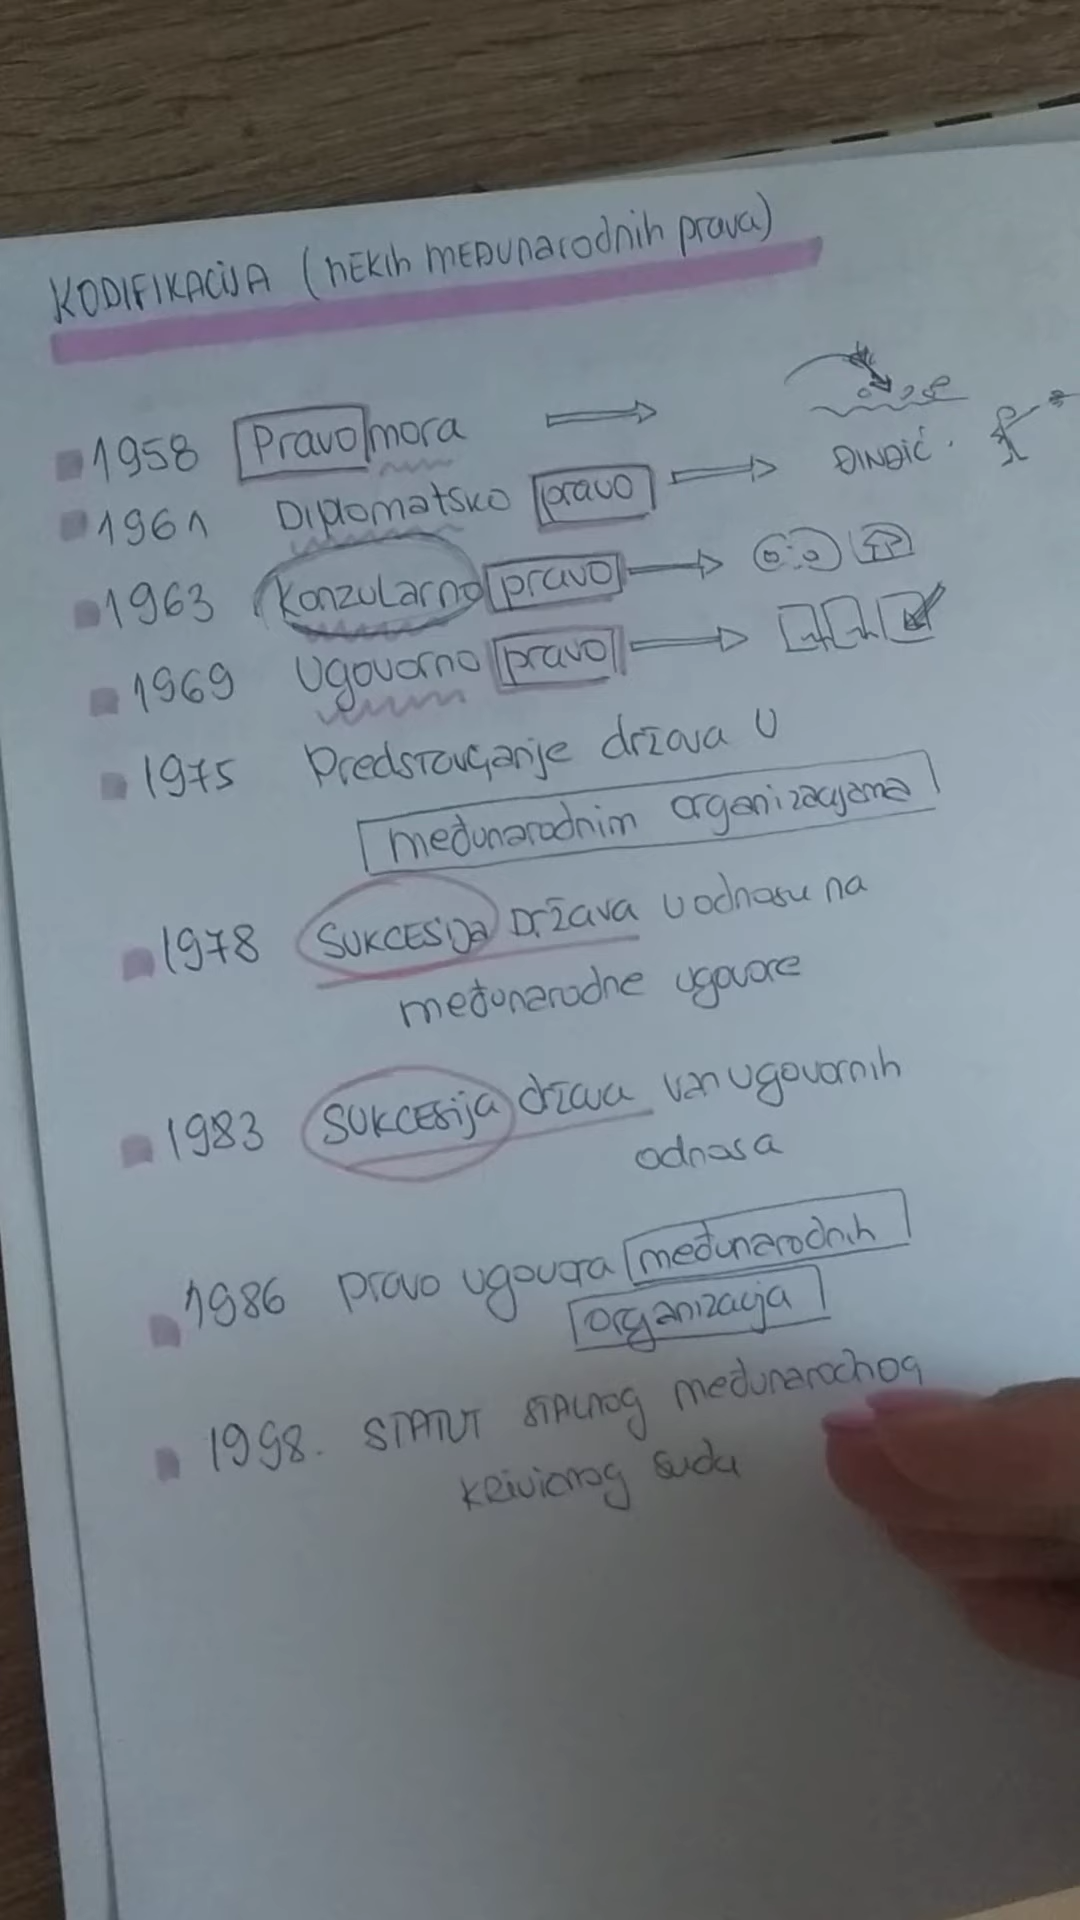 KODIFIKACIJA (nekih međunarodnih prava)
1958 Pravo mora
1961 Diplomatsko pravo ĐINĐIĆ.
1963 Konzularno pravo
1969 Ugovorno pravo
1975 Predstavljanje država u
međunarodnim organizacijama
1978 SUKCESIJA Država u odnosu na
međunarodne ugovore
1983 SUKCESija država van ugovornih
odnosa
1986 pravo ugovora međunarodnih
organizacija
1998. STATUT STALNOG međunarodnog
krivičnog suda